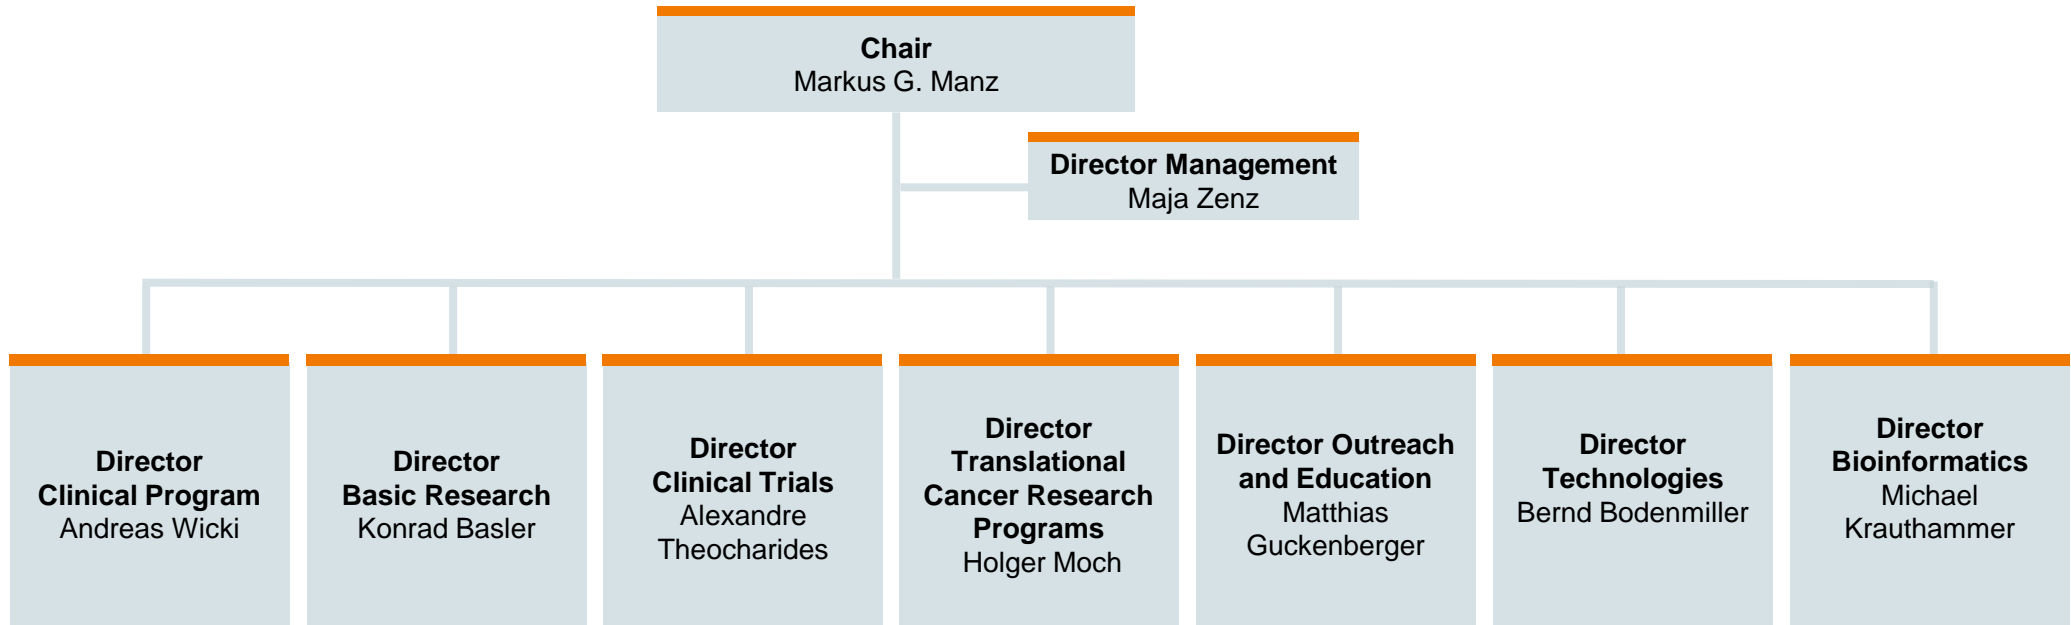 Chair
Markus G. Manz
Director Management
Maja Zenz
Director
Clinical Program
Andreas Wicki
Director
Basic Research
Konrad Basler
Director
Clinical Trials
Alexandre
Theocharides
Director
Translational
Cancer Research
Programs
Holger Moch
Director Outreach
and Education
Matthias
Guckenberger
Director
Technologies
Bernd Bodenmiller
Director
Bioinformatics
Michael
Krauthammer